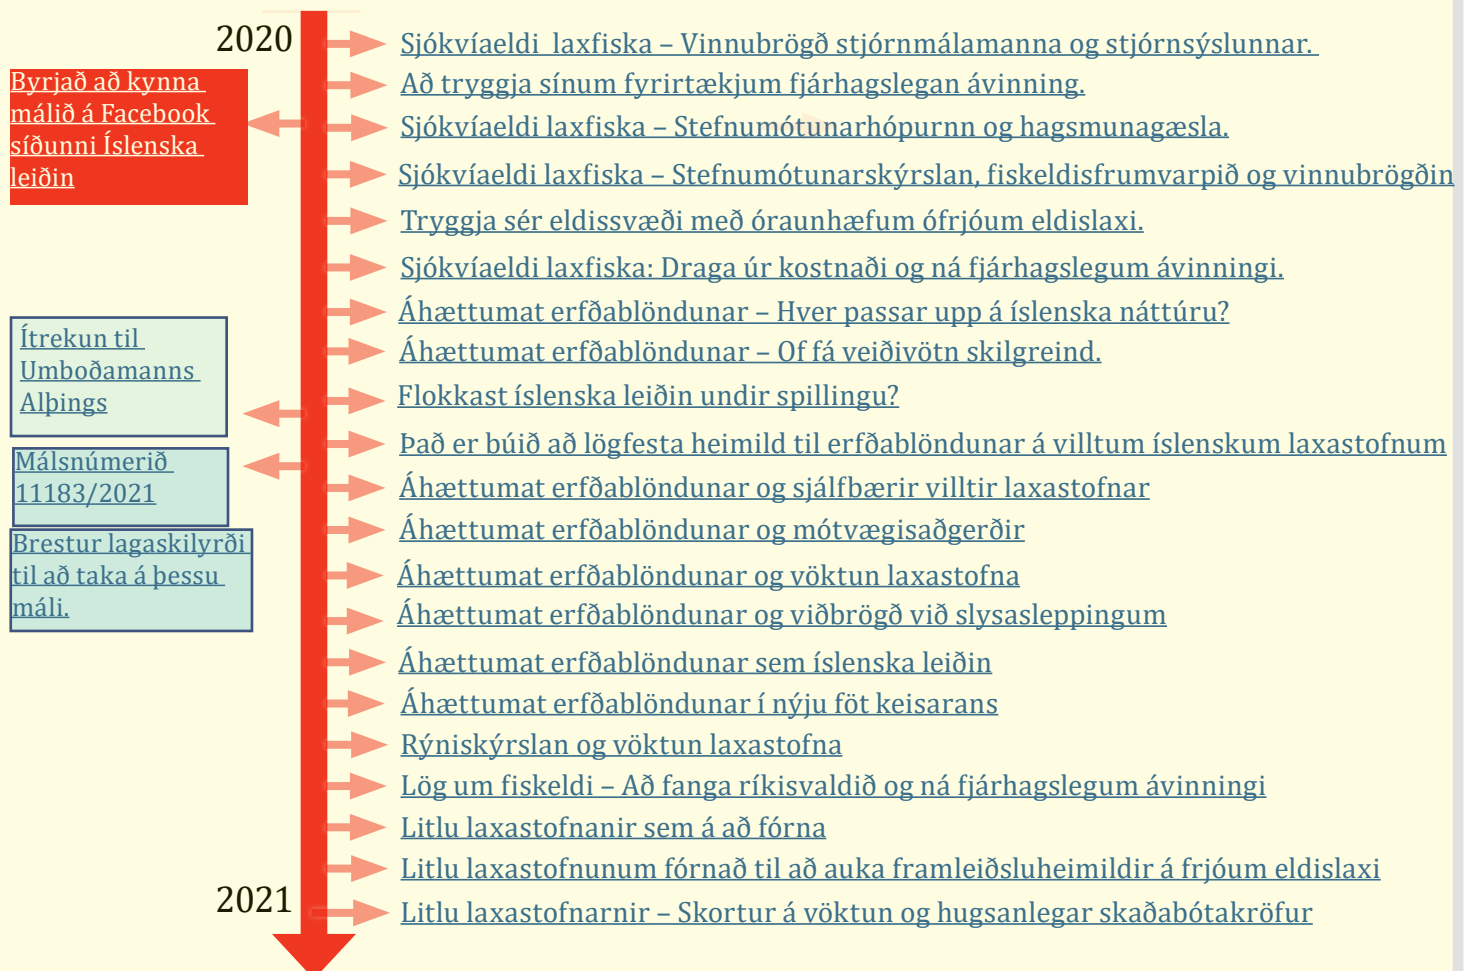 2020
Sjókvíaeldi laxfiska – Vinnubrögð stjórnmálamanna og stjórnsýslunnar.
Að tryggja sínum fyrirtækjum fjárhagslegan ávinning.
Sjókvíaeldi laxfiska – Stefnumótunarhópurnn og hagsmunagæsla.
Sjókvíaeldi laxfiska – Stefnumótunarskýrslan, fiskeldisfrumvarpið og vinnubrögðin
Tryggja sér eldissvæði með óraunhæfum ófrjóum eldislaxi.
Sjókvíaeldi laxfiska: Draga úr kostnaði og ná fjárhagslegum ávinningi.
Áhættumat erfðablöndunar – Hver passar upp á íslenska náttúru?
Áhættumat erfðablöndunar – Of fá veiðivötn skilgreind.
Flokkast íslenska leiðin undir spillingu?
Það er búið að lögfesta heimild til erfðablöndunar á villtum íslenskum laxastofnum
Áhættumat erfðablöndunar og sjálfbærir villtir laxastofnar
Áhættumat erfðablöndunar og mótvægisaðgerðir
Áhættumat erfðablöndunar og vöktun laxastofna
Áhættumat erfðablöndunar og viðbrögð við slysasleppingum
Áhættumat erfðablöndunar sem íslenska leiðin
Áhættumat erfðablöndunar í nýju föt keisarans
Rýniskýrslan og vöktun laxastofna
Lög um fiskeldi – Að fanga ríkisvaldið og ná fjárhagslegum ávinningi
Litlu laxastofnanir sem á að fórna
Litlu laxastofnunum fórnað til að auka framleiðsluheimildir á frjóum eldislaxi
2021
Litlu laxastofnarnir – Skortur á vöktun og hugsanlegar skaðabótakröfur
Byrjað að kynna
málið á Facebook
síðunni Íslenska
leiðin
Ítrekun til
Umboðamanns
Alþings
Málsnúmerið
11183/2021
Brestur lagaskilyrði
til að taka á þessu
máli.